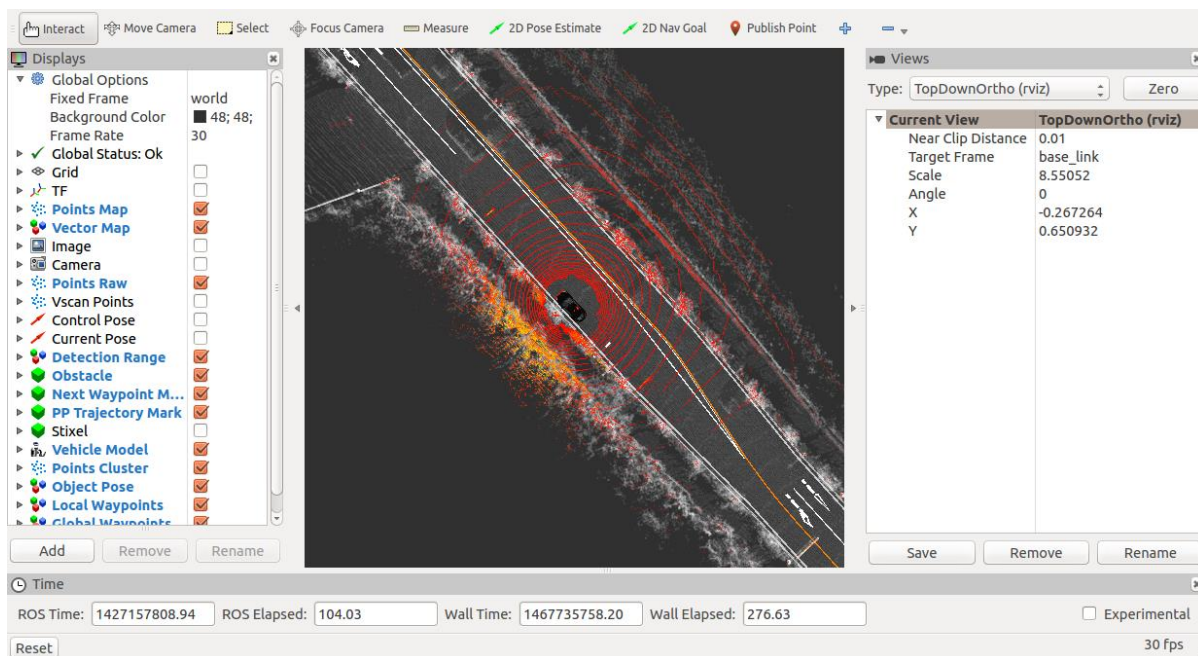 Interact Move Camera Select Focus Camera Measure 2D Pose Estimate 2D Nav Goal Publish Point
Displays
Global Options
Fixed Frame world
Background Color 48; 48;
Frame Rate 30
Global Status: Ok
Grid
TF
Points Map
Vector Map
Image
Camera
Points Raw
Vscan Points
Control Pose
Current Pose
Detection Range
Obstacle
Next Waypoint M...
PP Trajectory Mark
Stixel
Vehicle Model
Points Cluster
Object Pose
Local Waypoints
Global Waypoints
Add Remove Rename
Views
Type: TopDownOrtho (rviz) Zero
Current View TopDownOrtho (rviz)
Near Clip Distance 0.01
Target Frame base_link
Scale 8.55052
Angle 0
X -0.267264
Y 0.650932
Save Remove Rename
Time
ROS Time: 1427157808.94 ROS Elapsed: 104.03 Wall Time: 1467735758.20 Wall Elapsed: 276.63 Experimental
Reset 30 fps